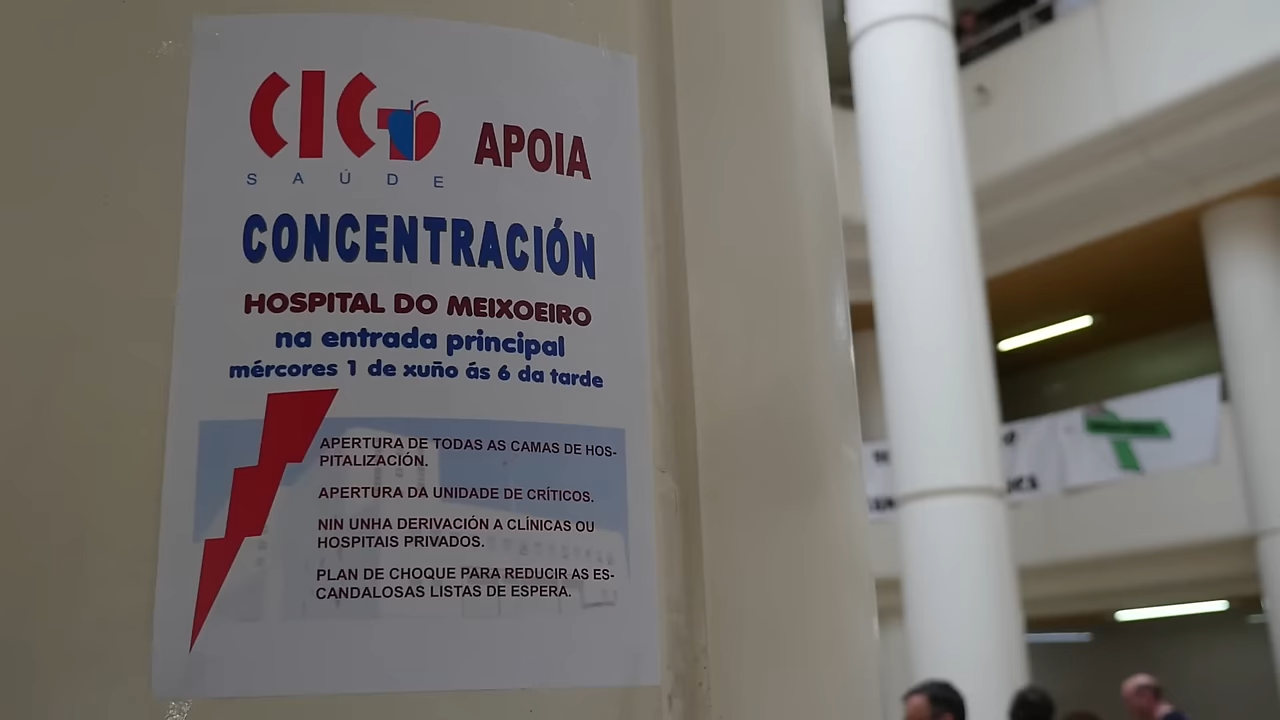 CIG APOIA
SAÚDE
CONCENTRACIÓN
HOSPITAL DO MEIXOEIRO
na entrada principal
mércores 1 de xuño ás 6 da tarde
APERTURA DE TODAS AS CAMAS DE HOS-
PITALIZACIÓN.
APERTURA DA UNIDADE DE CRÍTICOS.
NIN UNHA DERIVACIÓN A CLÍNICAS OU
HOSPITAIS PRIVADOS.
PLAN DE CHOQUE PARA REDUCIR AS ES-
CANDALOSAS LISTAS DE ESPERA.